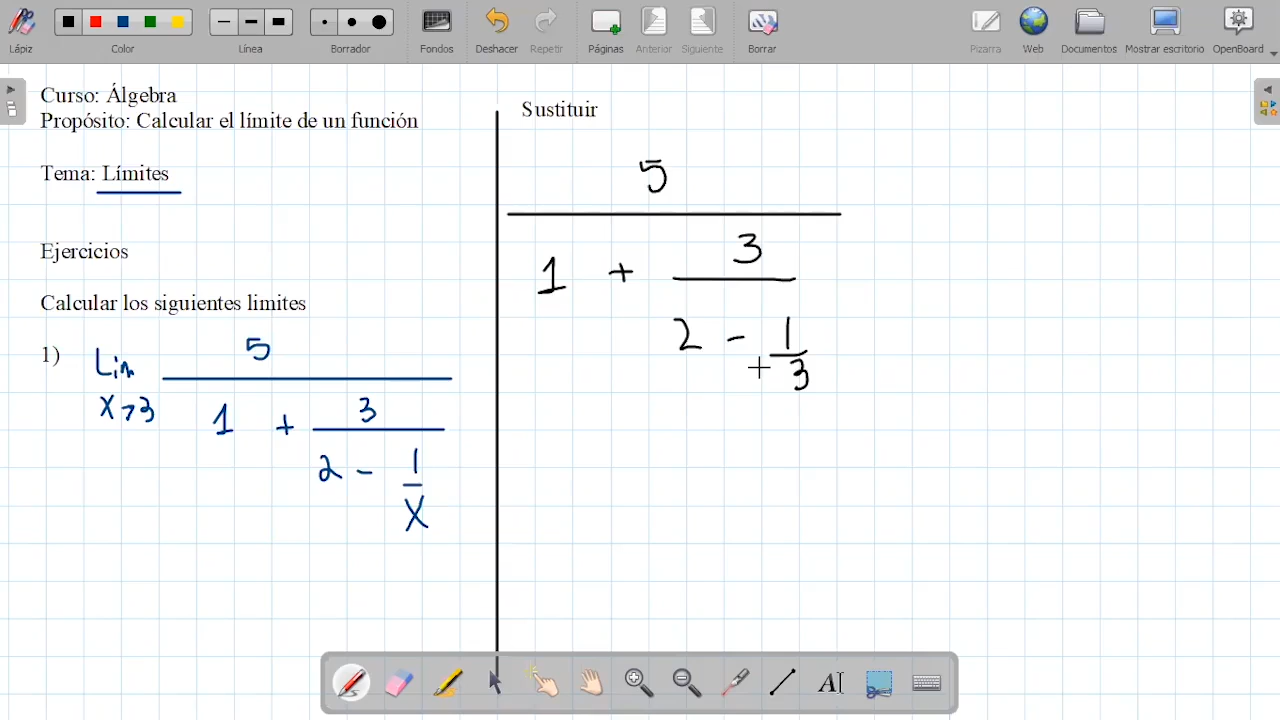 Lápiz Color Línea Borrador Fondos Deshacer Repetir Páginas Anterior Siguiente Borrar Pizarra Web Documentos Mostrar escritorio OpenBoard
Curso: Álgebra
Propósito: Calcular el límite de un función
Tema: Límites
Ejercicios
Calcular los siguientes limites
1) Lim 5
x→3 1 + 3
2 - 1
x
Sustituir
5
1 + 3
2 - 1
3
A